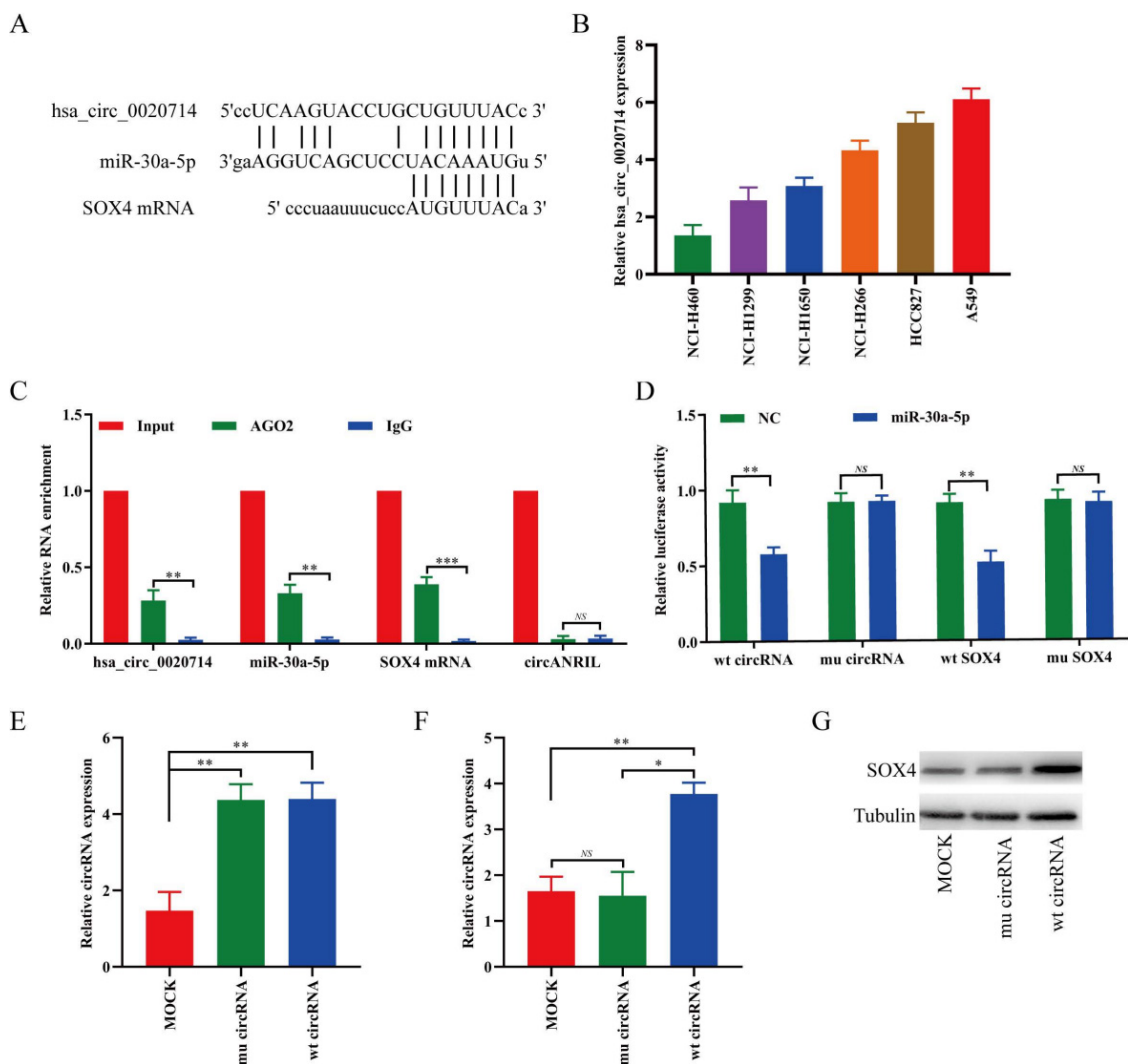 A
hsa_circ_0020714 5'ccUCAAGUACCUGCUGUUUACc 3'
miR-30a-5p 3'gaAGGUCAGCUCCUACAAAUGu 5'
SOX4 mRNA 5' cccuaauuucuccAUGUUUACa 3'
B
Relative hsa_circ_0020714 expression
8
6
4
2
0
NCI-H460
NCI-H1299
NCI-H1650
NCI-H266
HCC827
A549
C
Relative RNA enrichment
1.5
1.0
0.5
0.0
Input AGO2 IgG
** ** *** NS
hsa_circ_0020714 miR-30a-5p SOX4 mRNA circANRIL
D
Relative luciferase activity
1.5
1.0
0.5
0.0
NC miR-30a-5p
** NS ** NS
wt circRNA mu circRNA wt SOX4 mu SOX4
E
Relative circRNA expression
6
4
2
0
**
**
MOCK
mu circRNA
wt circRNA
F
Relative circRNA expression
5
4
3
2
1
0
**
*
NS
MOCK
mu circRNA
wt circRNA
G
SOX4
Tubulin
MOCK
mu circRNA
wt circRNA